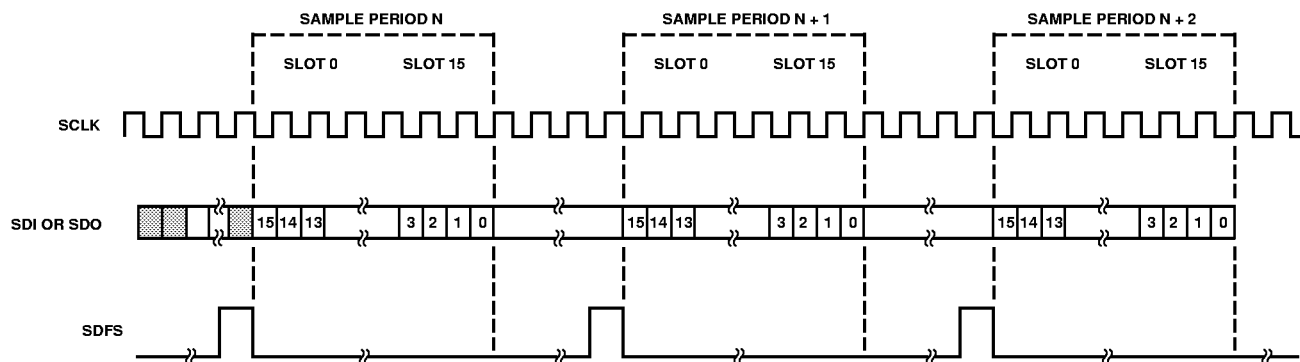 SAMPLE PERIOD N SAMPLE PERIOD N + 1 SAMPLE PERIOD N + 2
SLOT 0 SLOT 15 SLOT 0 SLOT 15 SLOT 0 SLOT 15
SCLK
SDI OR SDO 15 14 13 3 2 1 0 15 14 13 3 2 1 0 15 14 13 3 2 1 0
SDFS